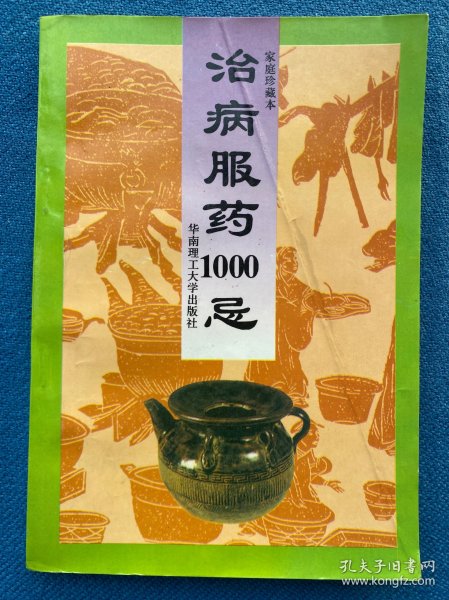 家庭珍藏本
治病服药1000忌
华南理工大学出版社
孔夫子旧书网
www.kongfz.com